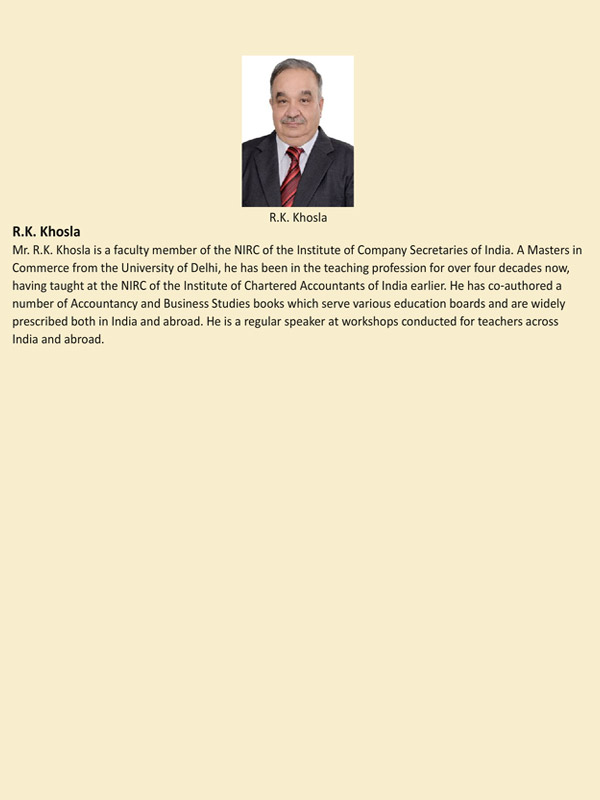 R.K. Khosla
R.K. Khosla
Mr. R.K. Khosla is a faculty member of the NIRC of the Institute of Company Secretaries of India. A Masters in
Commerce from the University of Delhi, he has been in the teaching profession for over four decades now,
having taught at the NIRC of the Institute of Chartered Accountants of India earlier. He has co-authored a
number of Accountancy and Business Studies books which serve various education boards and are widely
prescribed both in India and abroad. He is a regular speaker at workshops conducted for teachers across
India and abroad.